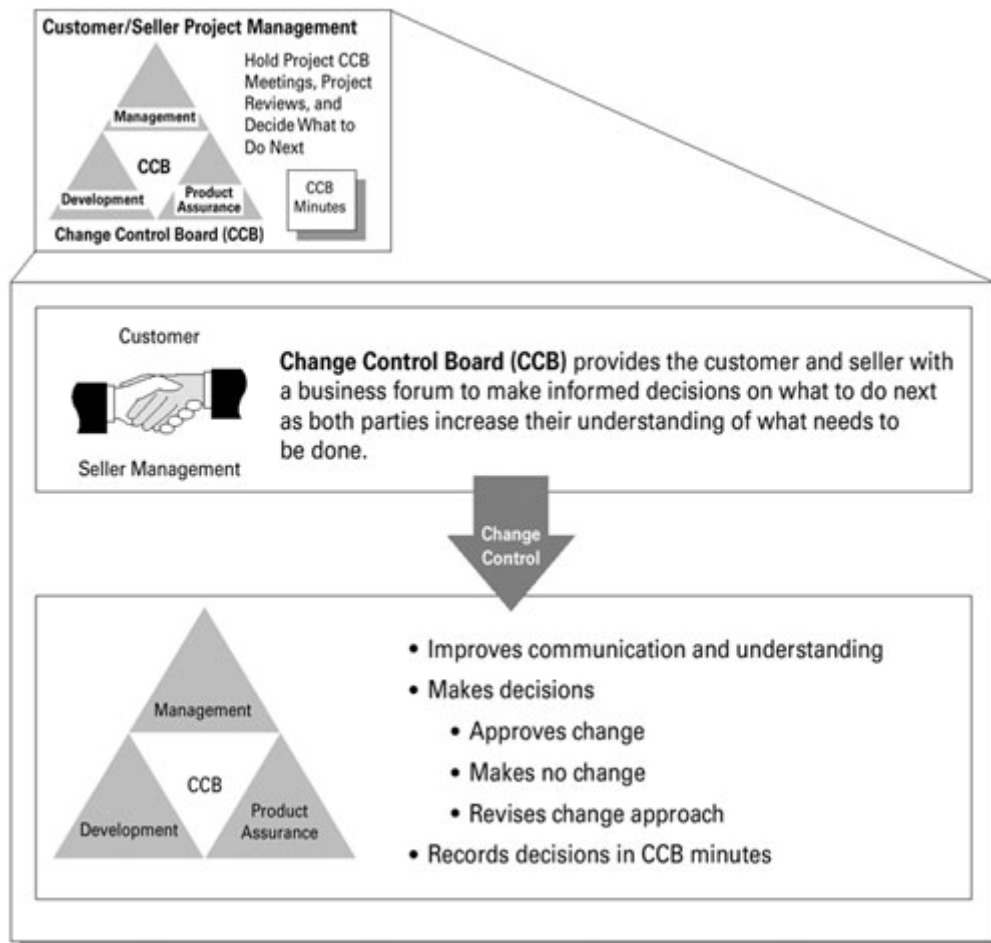 Customer/Seller Project Management
Hold Project CCB
Meetings, Project
Reviews, and
Decide What to
Do Next
Management
CCB
Development
Product
Assurance
CCB
Minutes
Change Control Board (CCB)
Customer
Seller Management
Change Control Board (CCB) provides the customer and seller with
a business forum to make informed decisions on what to do next
as both parties increase their understanding of what needs to
be done.
Change
Control
Management
CCB
Development
Product
Assurance
• Improves communication and understanding
• Makes decisions
• Approves change
• Makes no change
• Revises change approach
• Records decisions in CCB minutes